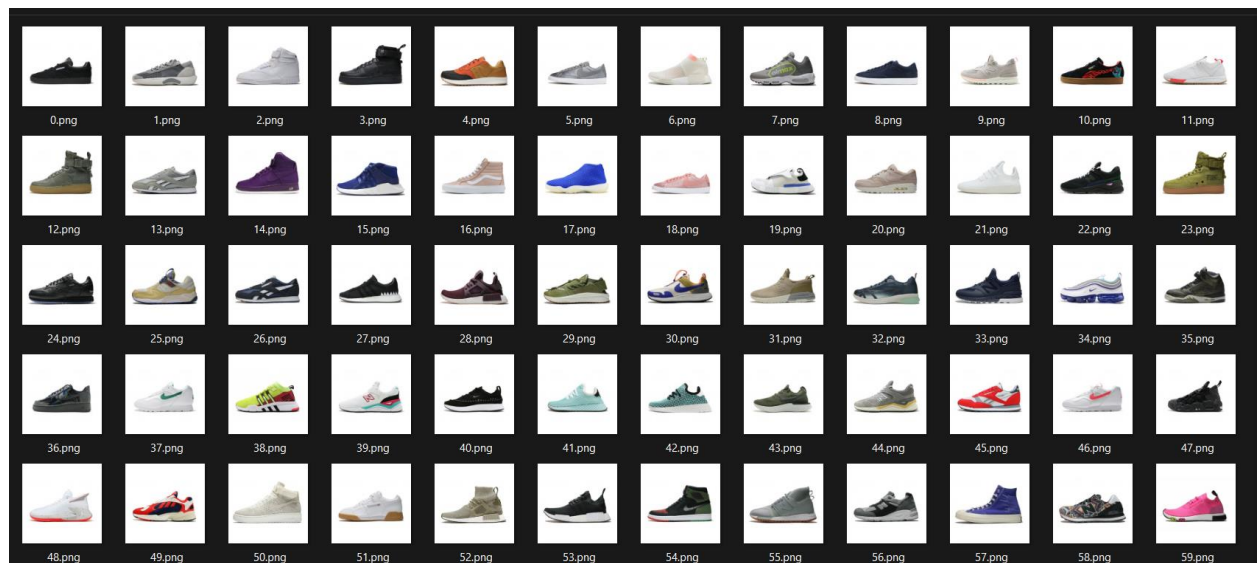 0.png 1.png 2.png 3.png 4.png 5.png 6.png 7.png 8.png 9.png 10.png 11.png
12.png 13.png 14.png 15.png 16.png 17.png 18.png 19.png 20.png 21.png 22.png 23.png
24.png 25.png 26.png 27.png 28.png 29.png 30.png 31.png 32.png 33.png 34.png 35.png
36.png 37.png 38.png 39.png 40.png 41.png 42.png 43.png 44.png 45.png 46.png 47.png
48.png 49.png 50.png 51.png 52.png 53.png 54.png 55.png 56.png 57.png 58.png 59.png